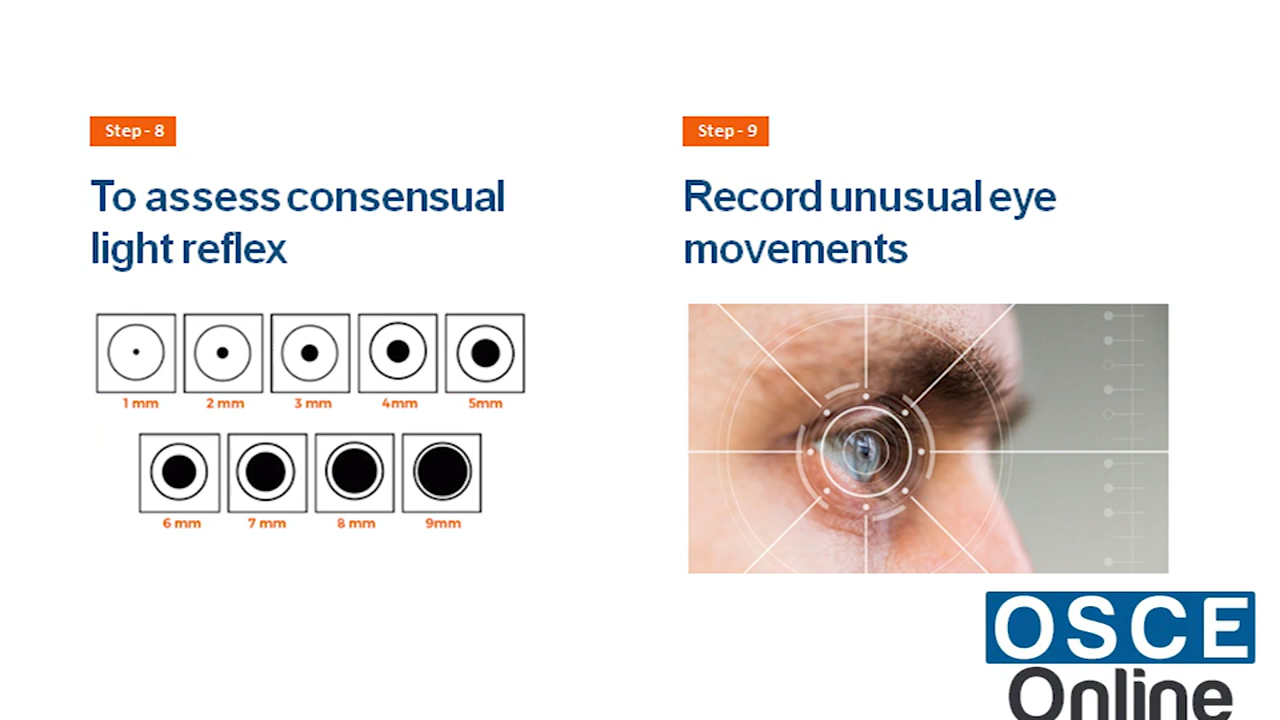 Step - 8
To assess consensual
light reflex
1 mm
2 mm
3 mm
4mm
5mm
6 mm
7 mm
8 mm
9mm
Step - 9
Record unusual eye
movements
OSCE
Online